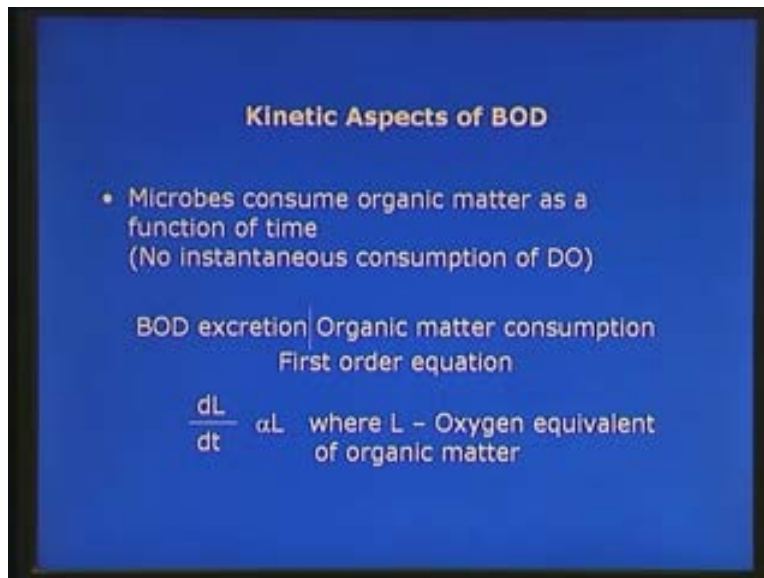 Kinetic Aspects of BOD
• Microbes consume organic matter as a
function of time
(No instantaneous consumption of DO)
BOD excretion | Organic matter consumption
First order equation
dL
dt
αL where L – Oxygen equivalent
of organic matter